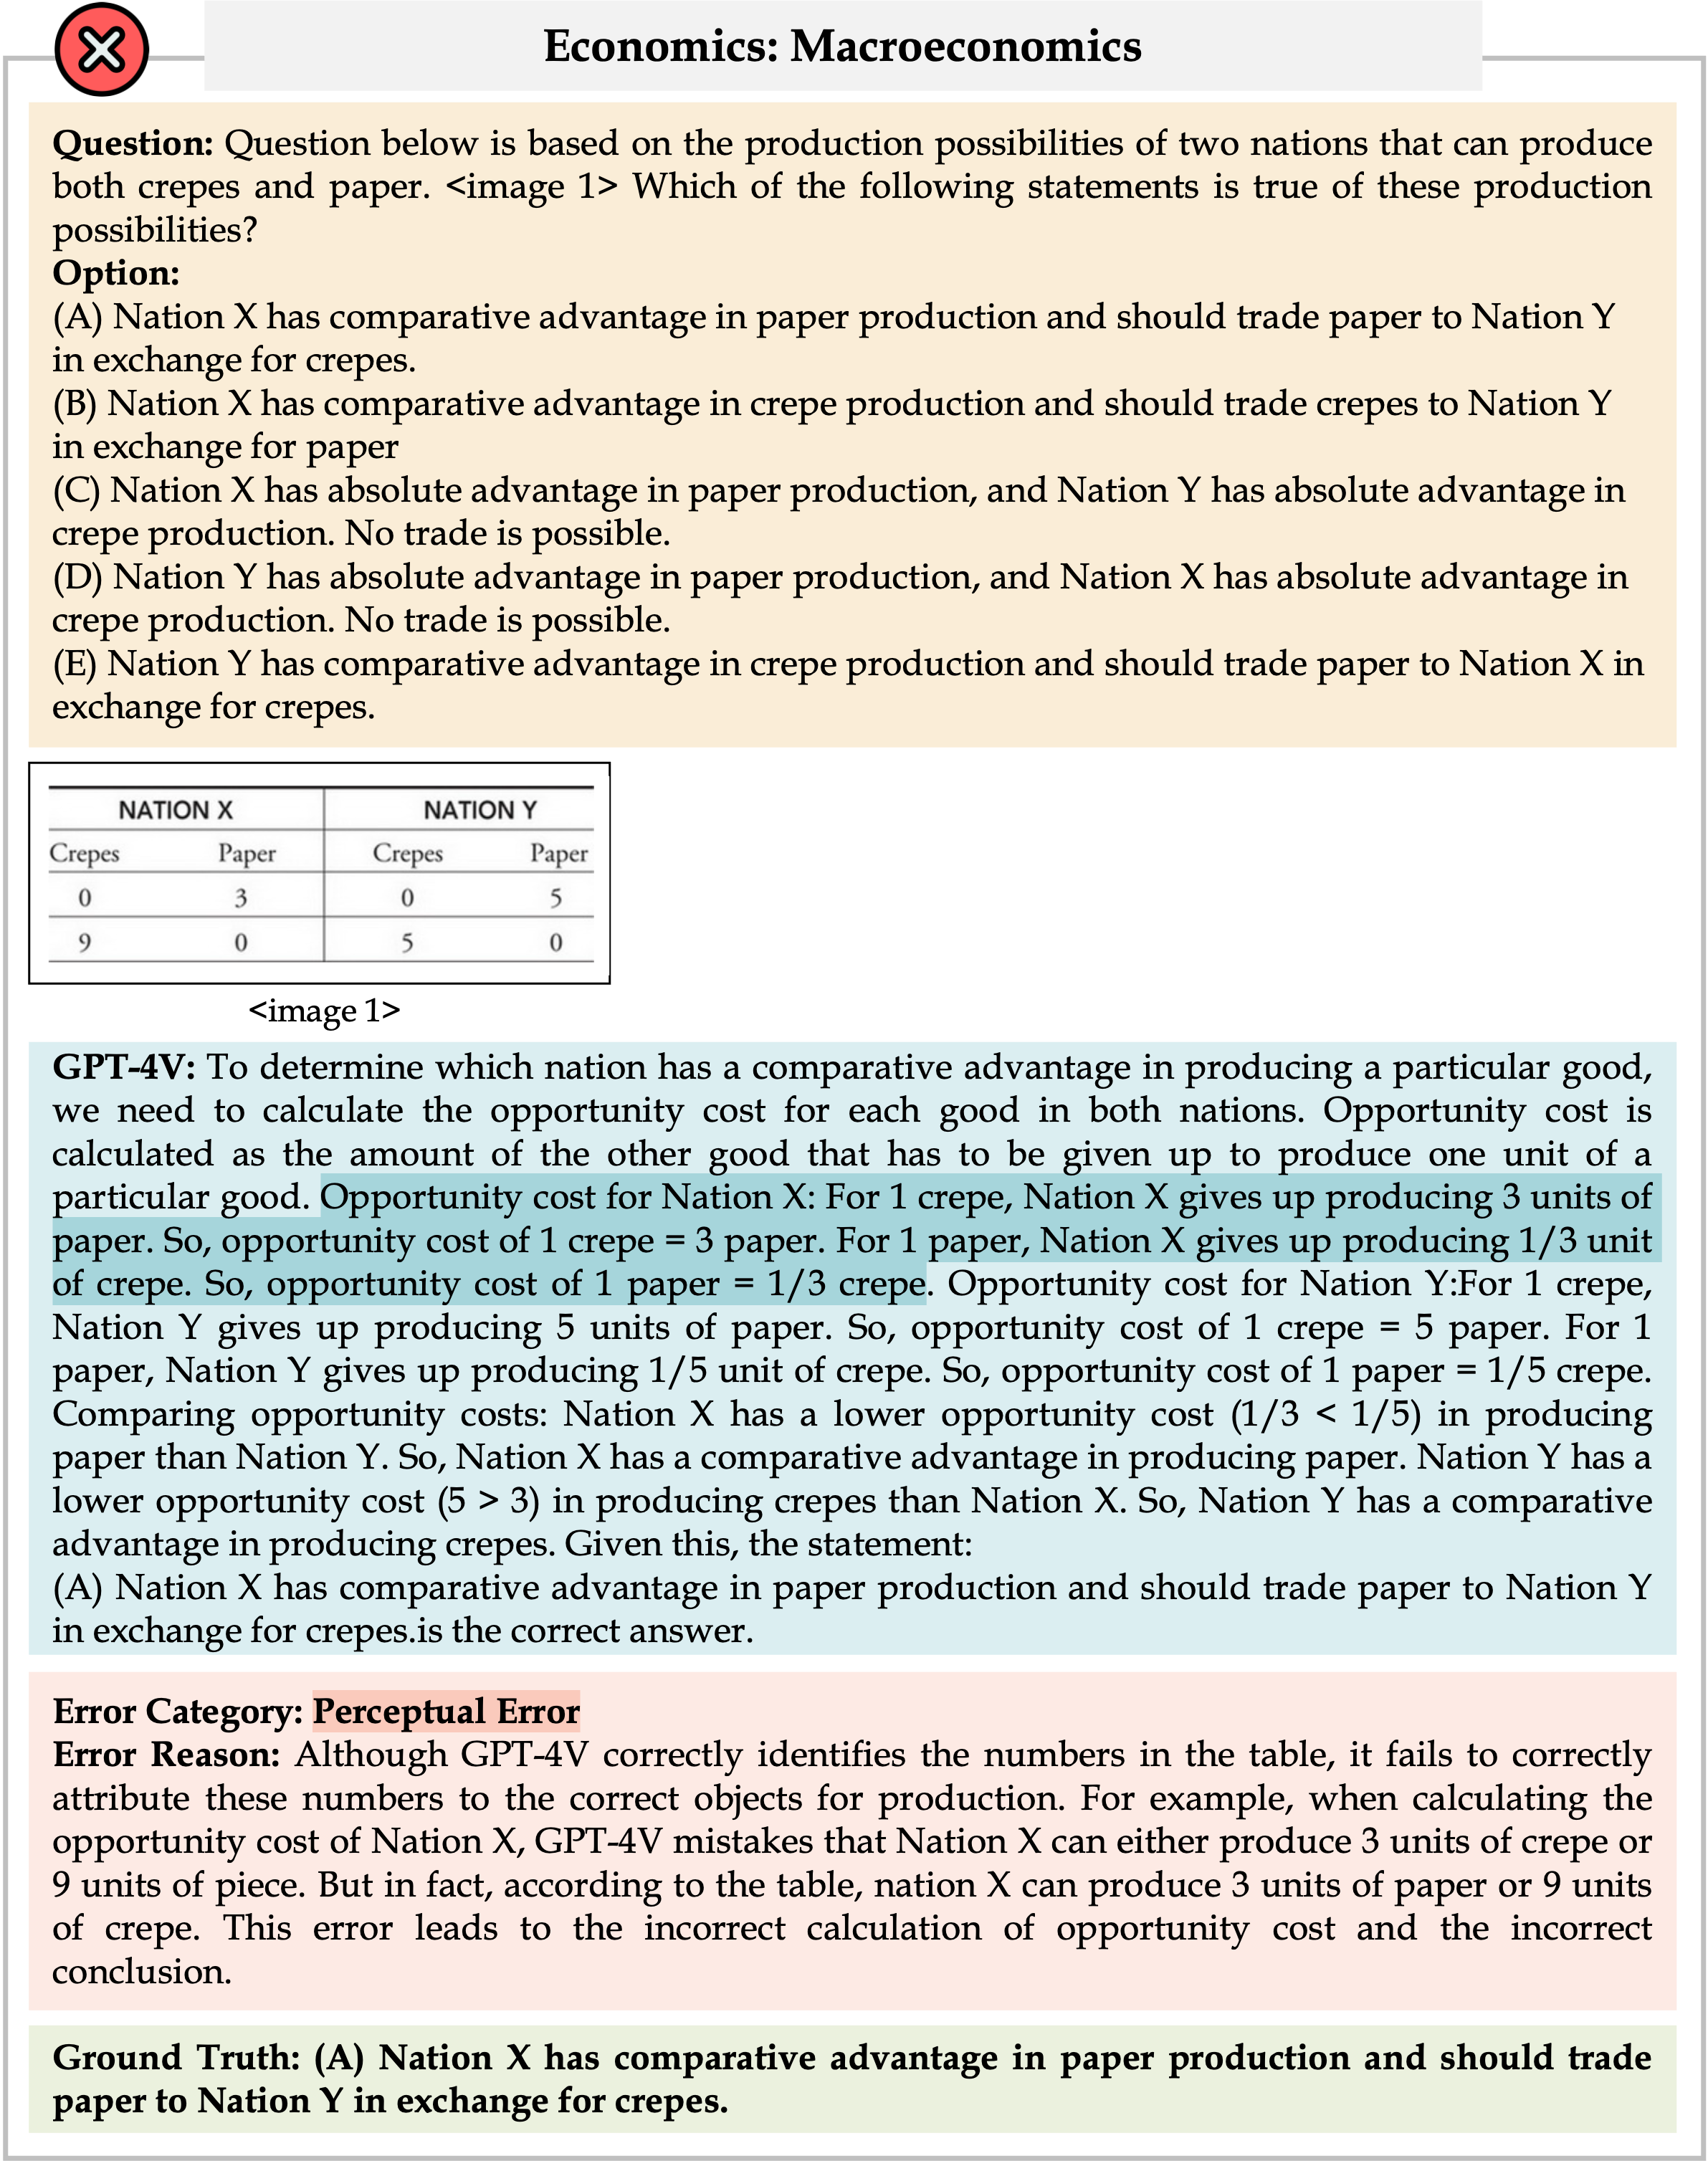 Economics: Macroeconomics
Question: Question below is based on the production possibilities of two nations that can produce
both crepes and paper. <image 1> Which of the following statements is true of these production
possibilities?
Option:
(A) Nation X has comparative advantage in paper production and should trade paper to Nation Y
in exchange for crepes.
(B) Nation X has comparative advantage in crepe production and should trade crepes to Nation Y
in exchange for paper
(C) Nation X has absolute advantage in paper production, and Nation Y has absolute advantage in
crepe production. No trade is possible.
(D) Nation Y has absolute advantage in paper production, and Nation X has absolute advantage in
crepe production. No trade is possible.
(E) Nation Y has comparative advantage in crepe production and should trade paper to Nation X in
exchange for crepes.
NATION X NATION Y
Crepes Paper Crepes Paper
0 3 0 5
9 0 5 0
<image 1>
GPT-4V: To determine which nation has a comparative advantage in producing a particular good,
we need to calculate the opportunity cost for each good in both nations. Opportunity cost is
calculated as the amount of the other good that has to be given up to produce one unit of a
particular good. Opportunity cost for Nation X: For 1 crepe, Nation X gives up producing 3 units of
paper. So, opportunity cost of 1 crepe = 3 paper. For 1 paper, Nation X gives up producing 1/3 unit
of crepe. So, opportunity cost of 1 paper = 1/3 crepe. Opportunity cost for Nation Y:For 1 crepe,
Nation Y gives up producing 5 units of paper. So, opportunity cost of 1 crepe = 5 paper. For 1
paper, Nation Y gives up producing 1/5 unit of crepe. So, opportunity cost of 1 paper = 1/5 crepe.
Comparing opportunity costs: Nation X has a lower opportunity cost (1/3 < 1/5) in producing
paper than Nation Y. So, Nation X has a comparative advantage in producing paper. Nation Y has a
lower opportunity cost (5 > 3) in producing crepes than Nation X. So, Nation Y has a comparative
advantage in producing crepes. Given this, the statement:
(A) Nation X has comparative advantage in paper production and should trade paper to Nation Y
in exchange for crepes.is the correct answer.
Error Category: Perceptual Error
Error Reason: Although GPT-4V correctly identifies the numbers in the table, it fails to correctly
attribute these numbers to the correct objects for production. For example, when calculating the
opportunity cost of Nation X, GPT-4V mistakes that Nation X can either produce 3 units of crepe or
9 units of piece. But in fact, according to the table, nation X can produce 3 units of paper or 9 units
of crepe. This error leads to the incorrect calculation of opportunity cost and the incorrect
conclusion.
Ground Truth: (A) Nation X has comparative advantage in paper production and should trade
paper to Nation Y in exchange for crepes.